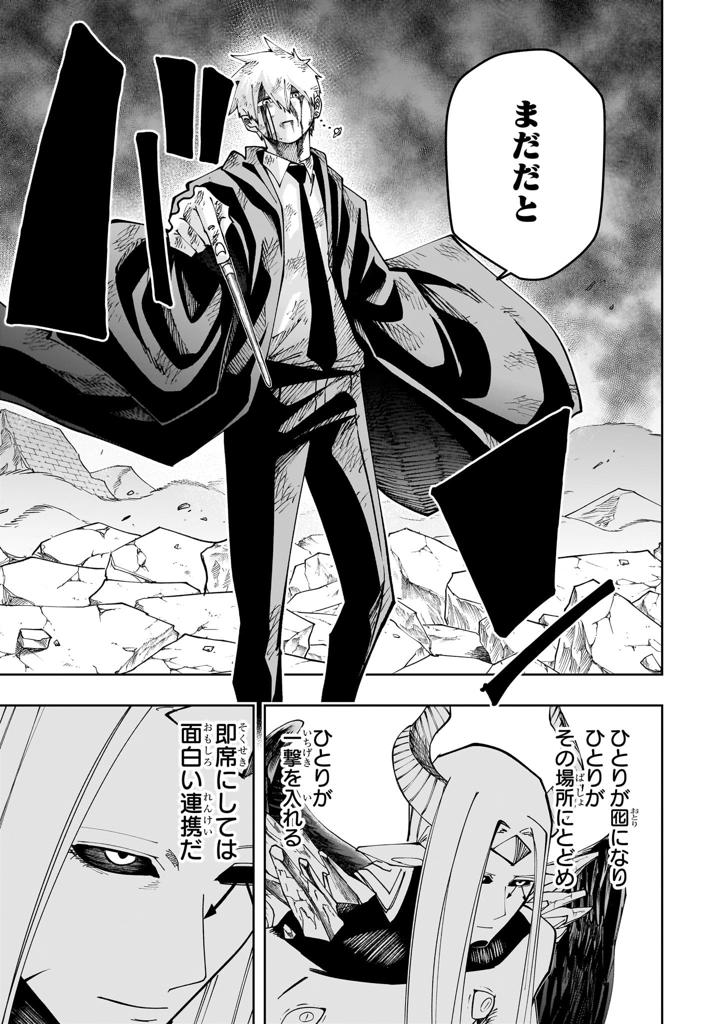 まだだと
ド
ひとりが囮になり
ひとりが
その場所にとどめ
ひとりが
一撃を入れる
即席にしては
面白い連携だ